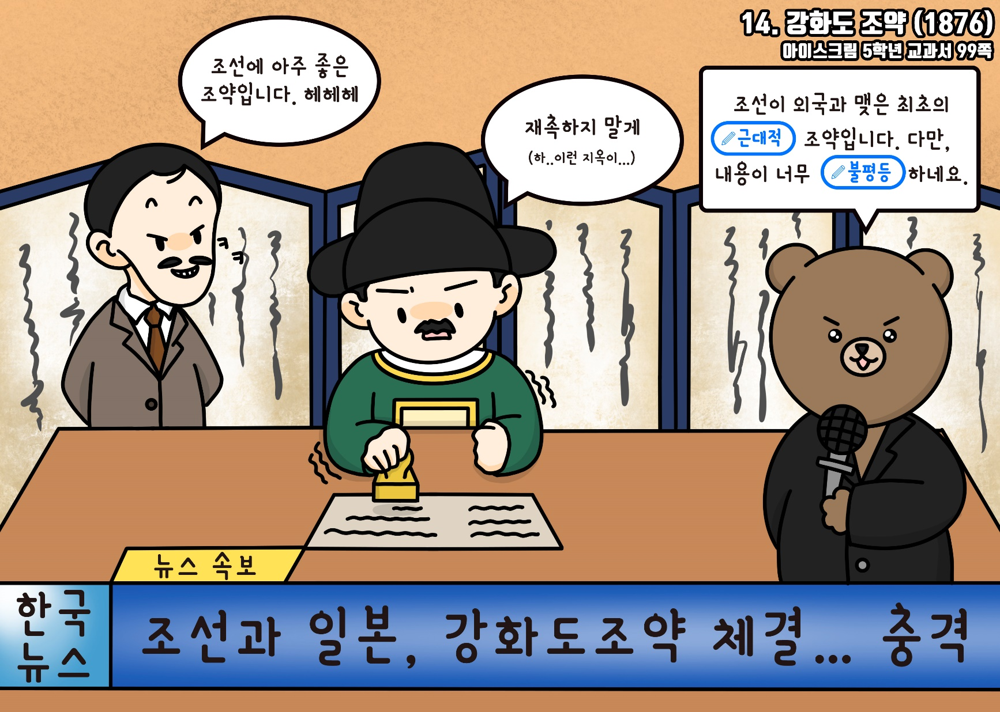 14. 강화도 조약 (1876)
아이스크림 5학년 교과서 99쪽
조선에 아주 좋은
조약입니다. 헤헤헤
재촉하지 말게
(하..이런 지옥이...)
조선이 외국과 맺은 최초의
근대적 조약입니다. 다만,
내용이 너무 불평등하네요.
ㅋ
ㅋ
뉴스 속보
한국
뉴스
조선과 일본, 강화도조약 체결... 충격